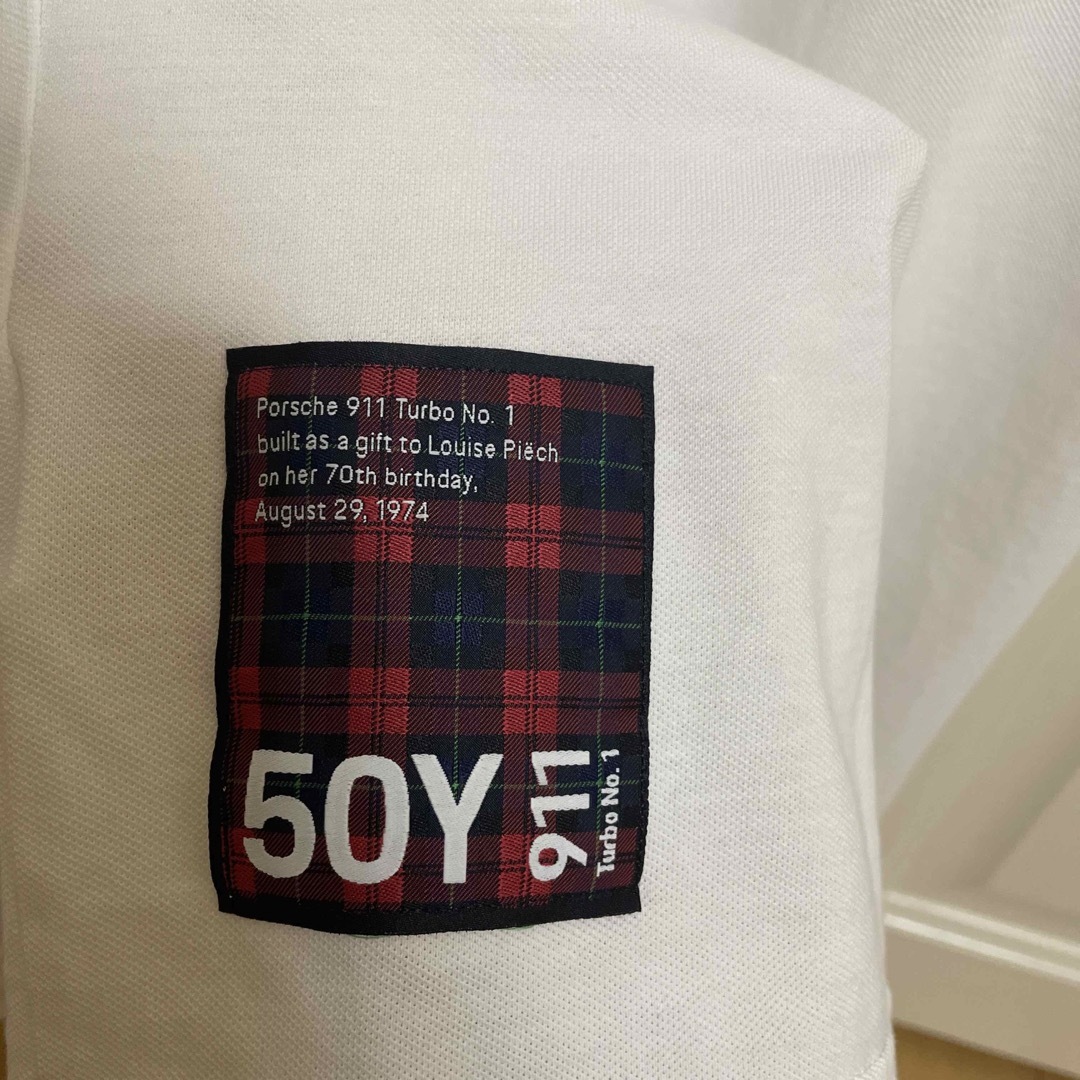 Porsche 911 Turbo No. 1
built as a gift to Louise Piëch
on her 70th birthday,
August 29, 1974
50Y
911
Turbo No. 1